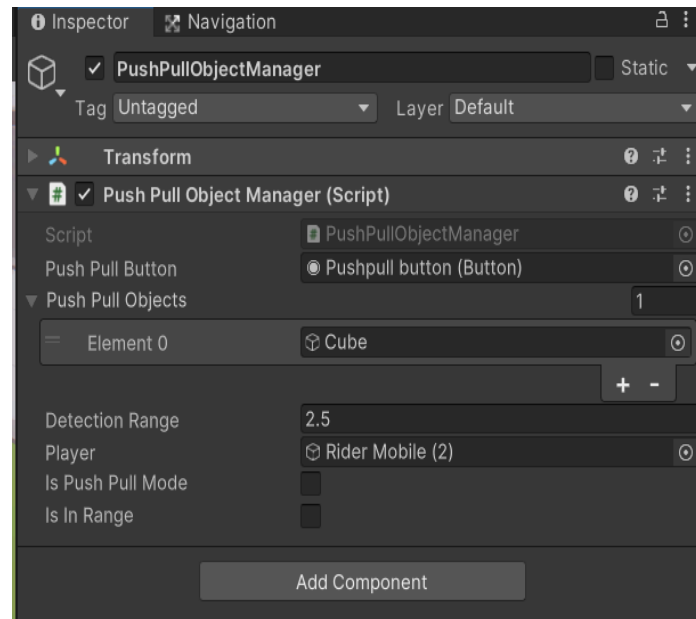 Inspector Navigation
PushPullObjectManager Static
Tag Untagged Layer Default
Transform
# Push Pull Object Manager (Script)
Script PushPullObjectManager
Push Pull Button Pushpull button (Button)
Push Pull Objects 1
Element 0 Cube
+ -
Detection Range 2.5
Player Rider Mobile (2)
Is Push Pull Mode
Is In Range
Add Component